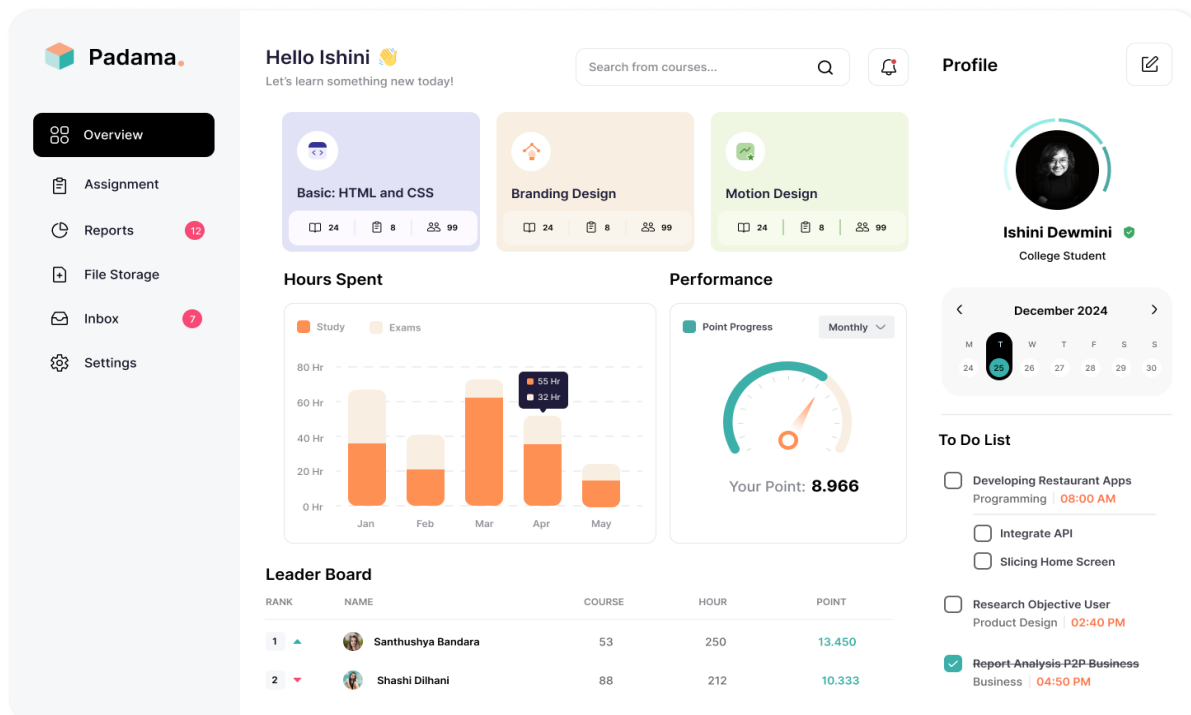 Padama.
Overview
Assignment
Reports 12
File Storage
Inbox 7
Settings
Hello Ishini 👋
Let's learn something new today!
Search from courses...
Basic: HTML and CSS
24 8 99
Branding Design
24 8 99
Motion Design
24 8 99
Hours Spent
Study Exams
80 Hr
60 Hr
40 Hr
20 Hr
0 Hr
55 Hr
32 Hr
Jan Feb Mar Apr May
Performance
Point Progress Monthly
Your Point: 8.966
Leader Board
RANK NAME COURSE HOUR POINT
1 Santhushya Bandara 53 250 13.450
2 Shashi Dilhani 88 212 10.333
Profile
Ishini Dewmini
College Student
December 2024
M T W T F S S
24 25 26 27 28 29 30
To Do List
Developing Restaurant Apps
Programming 08:00 AM
Integrate API
Slicing Home Screen
Research Objective User
Product Design 02:40 PM
Report Analysis P2P Business
Business 04:50 PM